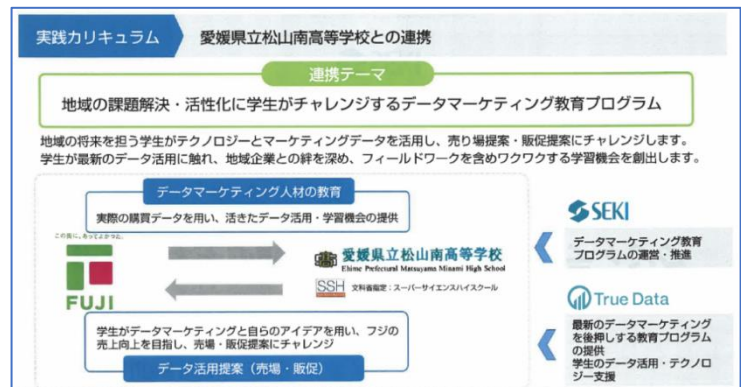 実践カリキュラム
愛媛県立松山南高等学校との連携
連携テーマ
地域の課題解決・活性化に学生がチャレンジするデータマーケティング教育プログラム
地域の将来を担う学生がテクノロジーとマーケティングデータを活用し、売り場提案・販促提案にチャレンジします。
学生が最新のデータ活用に触れ、地域企業との絆を深め、フィールドワークを含めワクワクする学習機会を創出します。
データマーケティング人材の教育
実際の購買データを用い、活きたデータ活用・学習機会の提供
この街に、あってよかった。
FUJI
愛媛県立松山南高等学校
Ehime Prefectural Matsuyama Minami High School
SSH 文科省指定：スーパーサイエンスハイスクール
学生がデータマーケティングと自らのアイデアを用い、フジの
売上向上を目指し、売場・販促提案にチャレンジ
データ活用提案（売場・販促）
SEKI
データマーケティング教育
プログラムの運営・推進
True Data
最新のデータマーケティング
を後押しする教育プログラム
の提供
学生のデータ活用・テクノロ
ジー支援